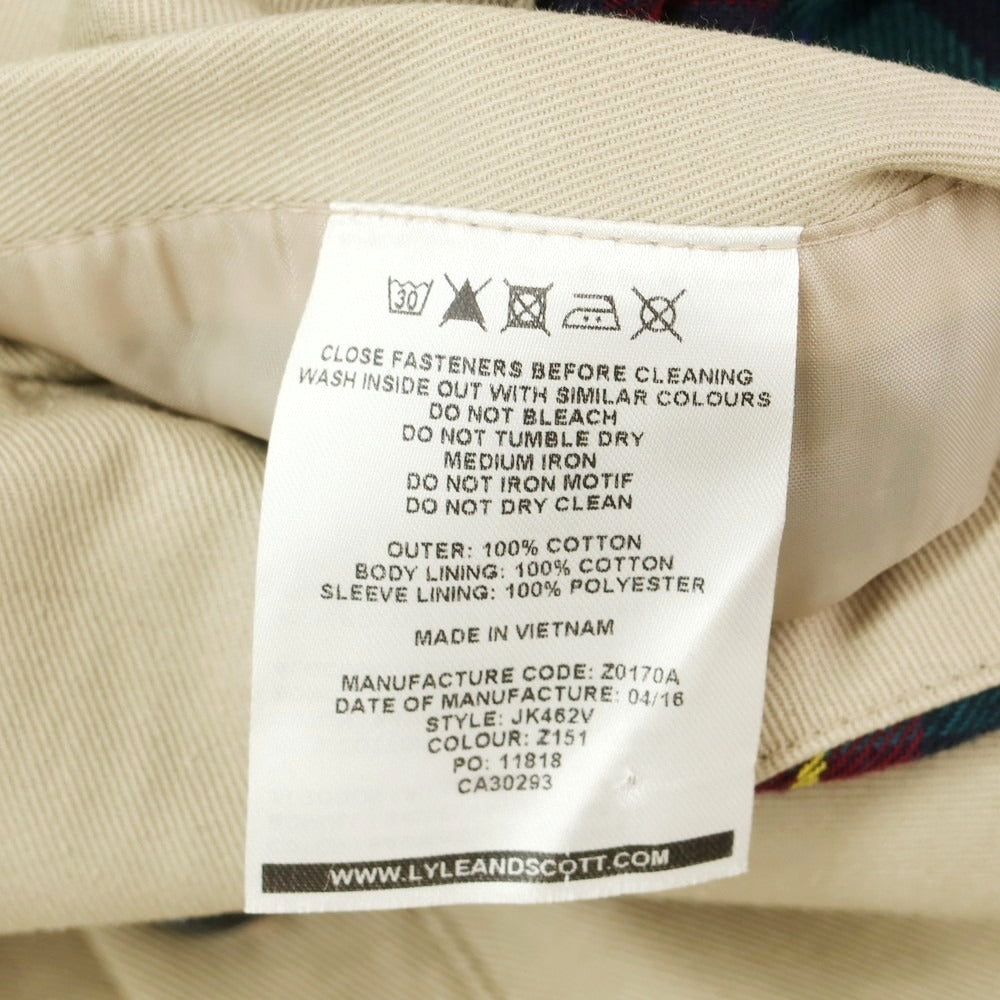 30
CLOSE FASTENERS BEFORE CLEANING
WASH INSIDE OUT WITH SIMILAR COLOURS
DO NOT BLEACH
DO NOT TUMBLE DRY
MEDIUM IRON
DO NOT IRON MOTIF
DO NOT DRY CLEAN
OUTER: 100% COTTON
BODY LINING: 100% COTTON
SLEEVE LINING: 100% POLYESTER
MADE IN VIETNAM
MANUFACTURE CODE: Z0170A
DATE OF MANUFACTURE: 04/16
STYLE: JK462V
COLOUR: Z151
PO: 11818
CA30293
WWW.LYLEANDSCOTT.COM